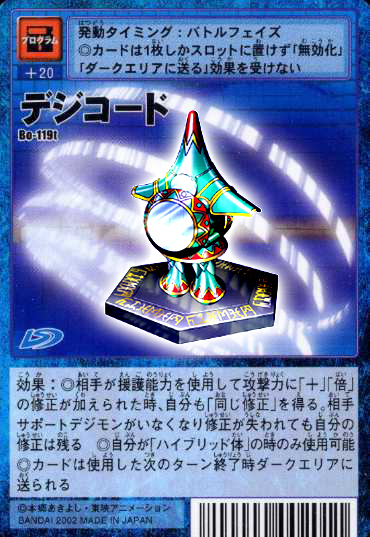 プログラム
+20
発動タイミング：バトルフェイズ
◎カードは1枚しかスロットに置けず「無効化」
「ダークエリアに送る」効果を受けない
デジコード
Bo-119t
効果：◎相手が援護能力を使用して攻撃力に「＋」「倍」
の修正が加えられた時、自分も「同じ修正」を得る。相手
サポートデジモンがいなくなり修正が失われても自分の
修正は残る　◎自分が「ハイブリッド体」の時のみ使用可能
◎カードは使用した次のターン終了時ダークエリアに
送られる
©本郷あきよし・東映アニメーション
BANDAI 2002 MADE IN JAPAN